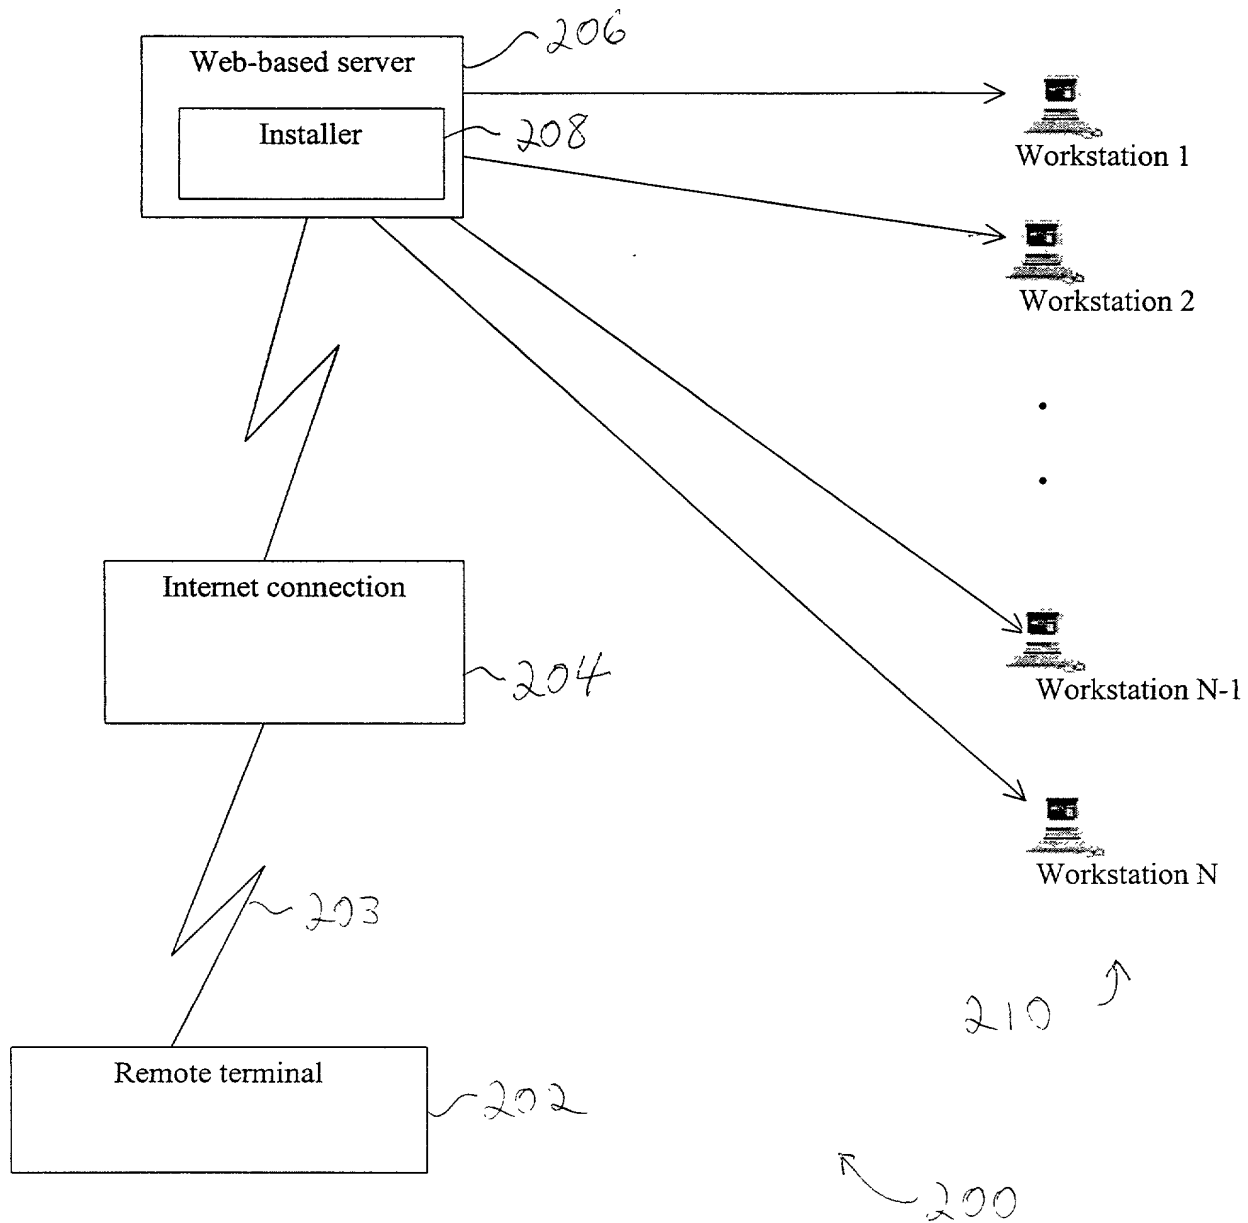 206
Web-based server
Installer
208
Workstation 1
Workstation 2
Internet connection
204
Workstation N-1
Workstation N
203
210
Remote terminal
202
200